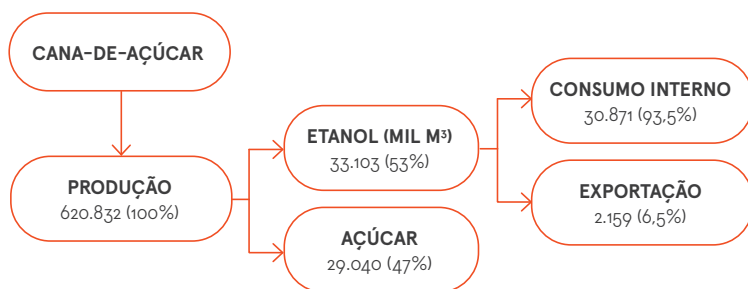 CANA-DE-AÇÚCAR
PRODUÇÃO
620.832 (100%)
ETANOL (MIL M³)
33.103 (53%)
AÇÚCAR
29.040 (47%)
CONSUMO INTERNO
30.871 (93,5%)
EXPORTAÇÃO
2.159 (6,5%)